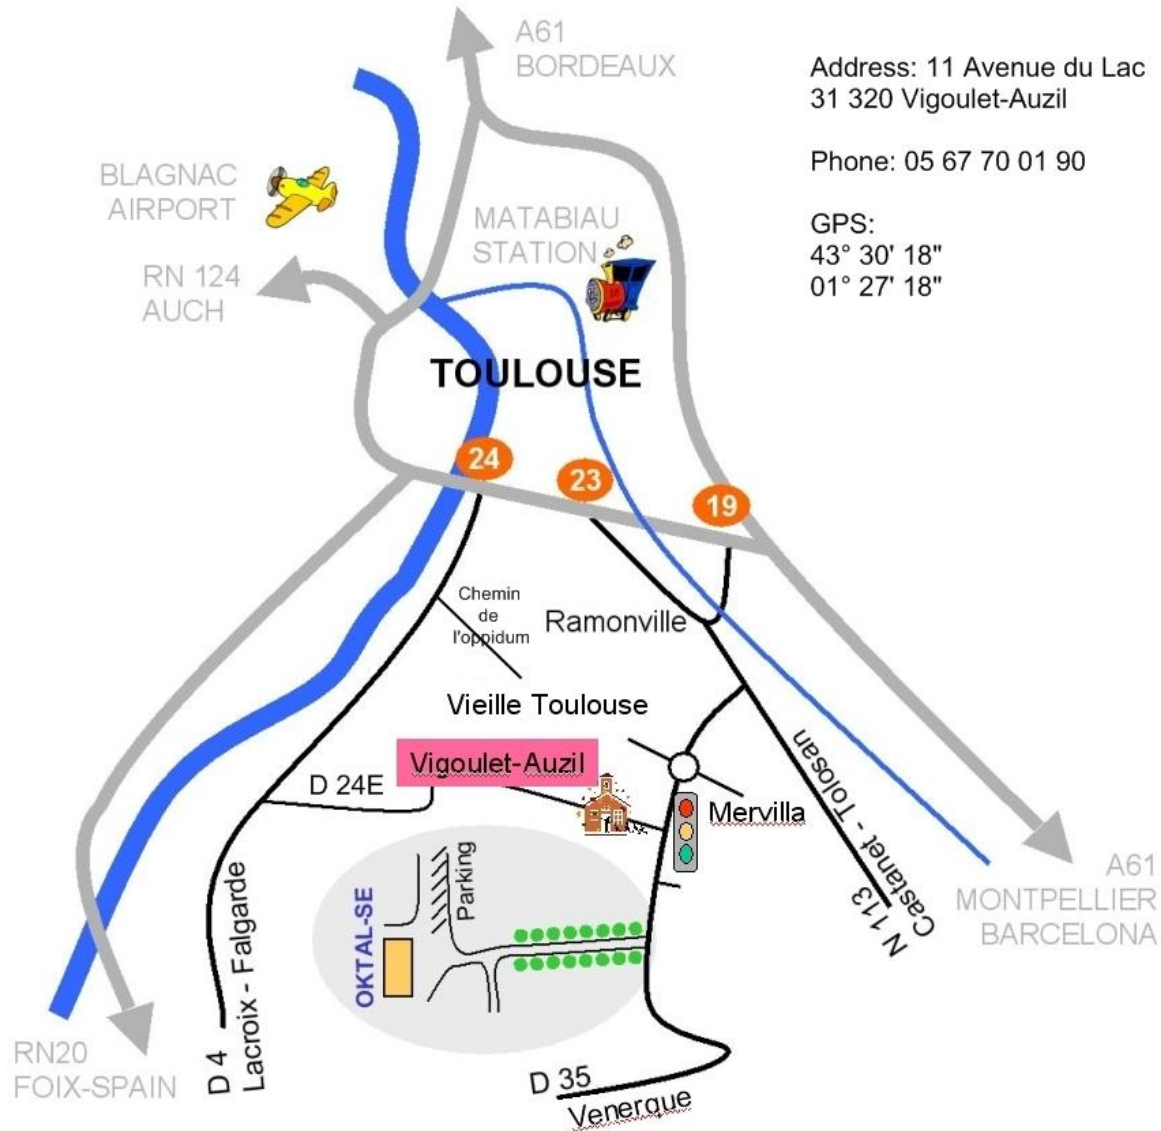 A61
BORDEAUX
Address: 11 Avenue du Lac
31 320 Vigoulet-Auzil
Phone: 05 67 70 01 90
GPS:
43° 30' 18"
01° 27' 18"
BLAGNAC
AIRPORT
MATABIAU
STATION
RN 124
AUCH
TOULOUSE
24
23
19
Chemin
de
l'oppidum
Ramonville
Vieille Toulouse
Vigoulet-Auzil
D 24E
Mervilla
Castanet - Tolosan
N 113
A61
MONTPELLIER
BARCELONA
Parking
OKTAL-SE
Lacroix - Falgarde
D 4
RN20
FOIX-SPAIN
D 35
Venerque